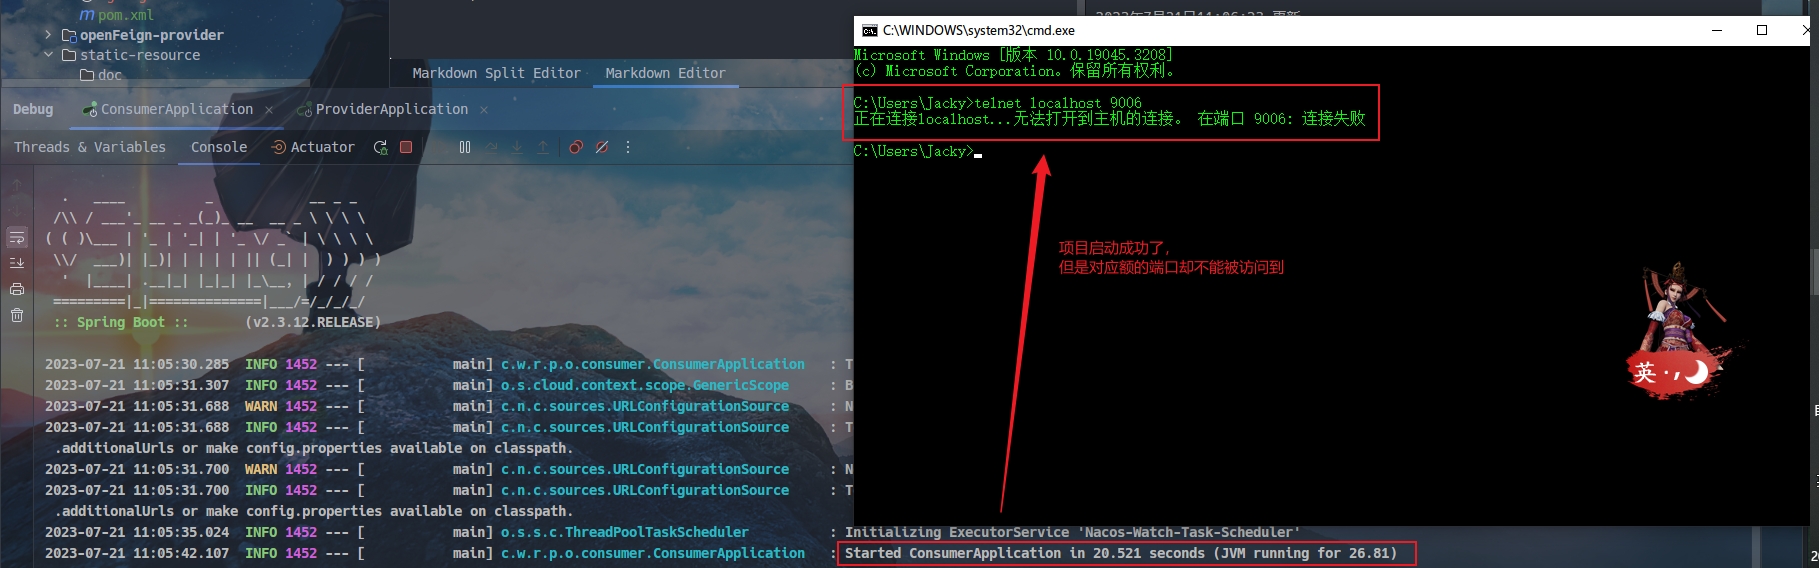 pom.xml
openFeign-provider
static-resource
doc
Markdown Split Editor
Markdown Editor
Debug
ConsumerApplication ×
ProviderApplication ×
Threads & Variables
Console
Actuator
:: Spring Boot :: (v2.3.12.RELEASE)
2023-07-21 11:05:30.285 INFO 1452 --- [ main] c.w.r.p.o.consumer.ConsumerApplication : T
2023-07-21 11:05:31.307 INFO 1452 --- [ main] o.s.cloud.context.scope.GenericScope : B
2023-07-21 11:05:31.688 WARN 1452 --- [ main] c.n.c.sources.URLConfigurationSource : N
2023-07-21 11:05:31.688 INFO 1452 --- [ main] c.n.c.sources.URLConfigurationSource : T
.additionalUrls or make config.properties available on classpath.
2023-07-21 11:05:31.700 WARN 1452 --- [ main] c.n.c.sources.URLConfigurationSource : N
2023-07-21 11:05:31.700 INFO 1452 --- [ main] c.n.c.sources.URLConfigurationSource : T
.additionalUrls or make config.properties available on classpath.
2023-07-21 11:05:35.024 INFO 1452 --- [ main] o.s.s.c.ThreadPoolTaskScheduler : Initializing ExecutorService 'Nacos-Watch-Task-Scheduler'
2023-07-21 11:05:42.107 INFO 1452 --- [ main] c.w.r.p.o.consumer.ConsumerApplication : Started ConsumerApplication in 20.521 seconds (JVM running for 26.81)
C:\WINDOWS\system32\cmd.exe
Microsoft Windows [版本 10.0.19045.3208]
(c) Microsoft Corporation。保留所有权利。
C:\Users\Jacky>telnet localhost 9006
正在连接localhost...无法打开到主机的连接。 在端口 9006: 连接失败
C:\Users\Jacky>
项目启动成功了，
但是对应额的端口却不能被访问到
英 ·,